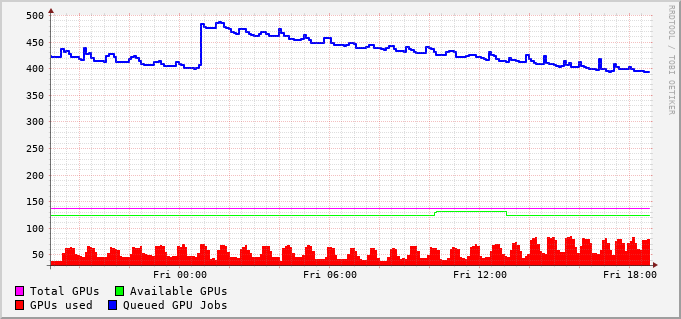 500
450
400
350
300
250
200
150
100
50
Fri 00:00 Fri 06:00 Fri 12:00 Fri 18:00
Total GPUs Available GPUs
GPUs used Queued GPU Jobs
RRDTOOL / TOBI OETIKER